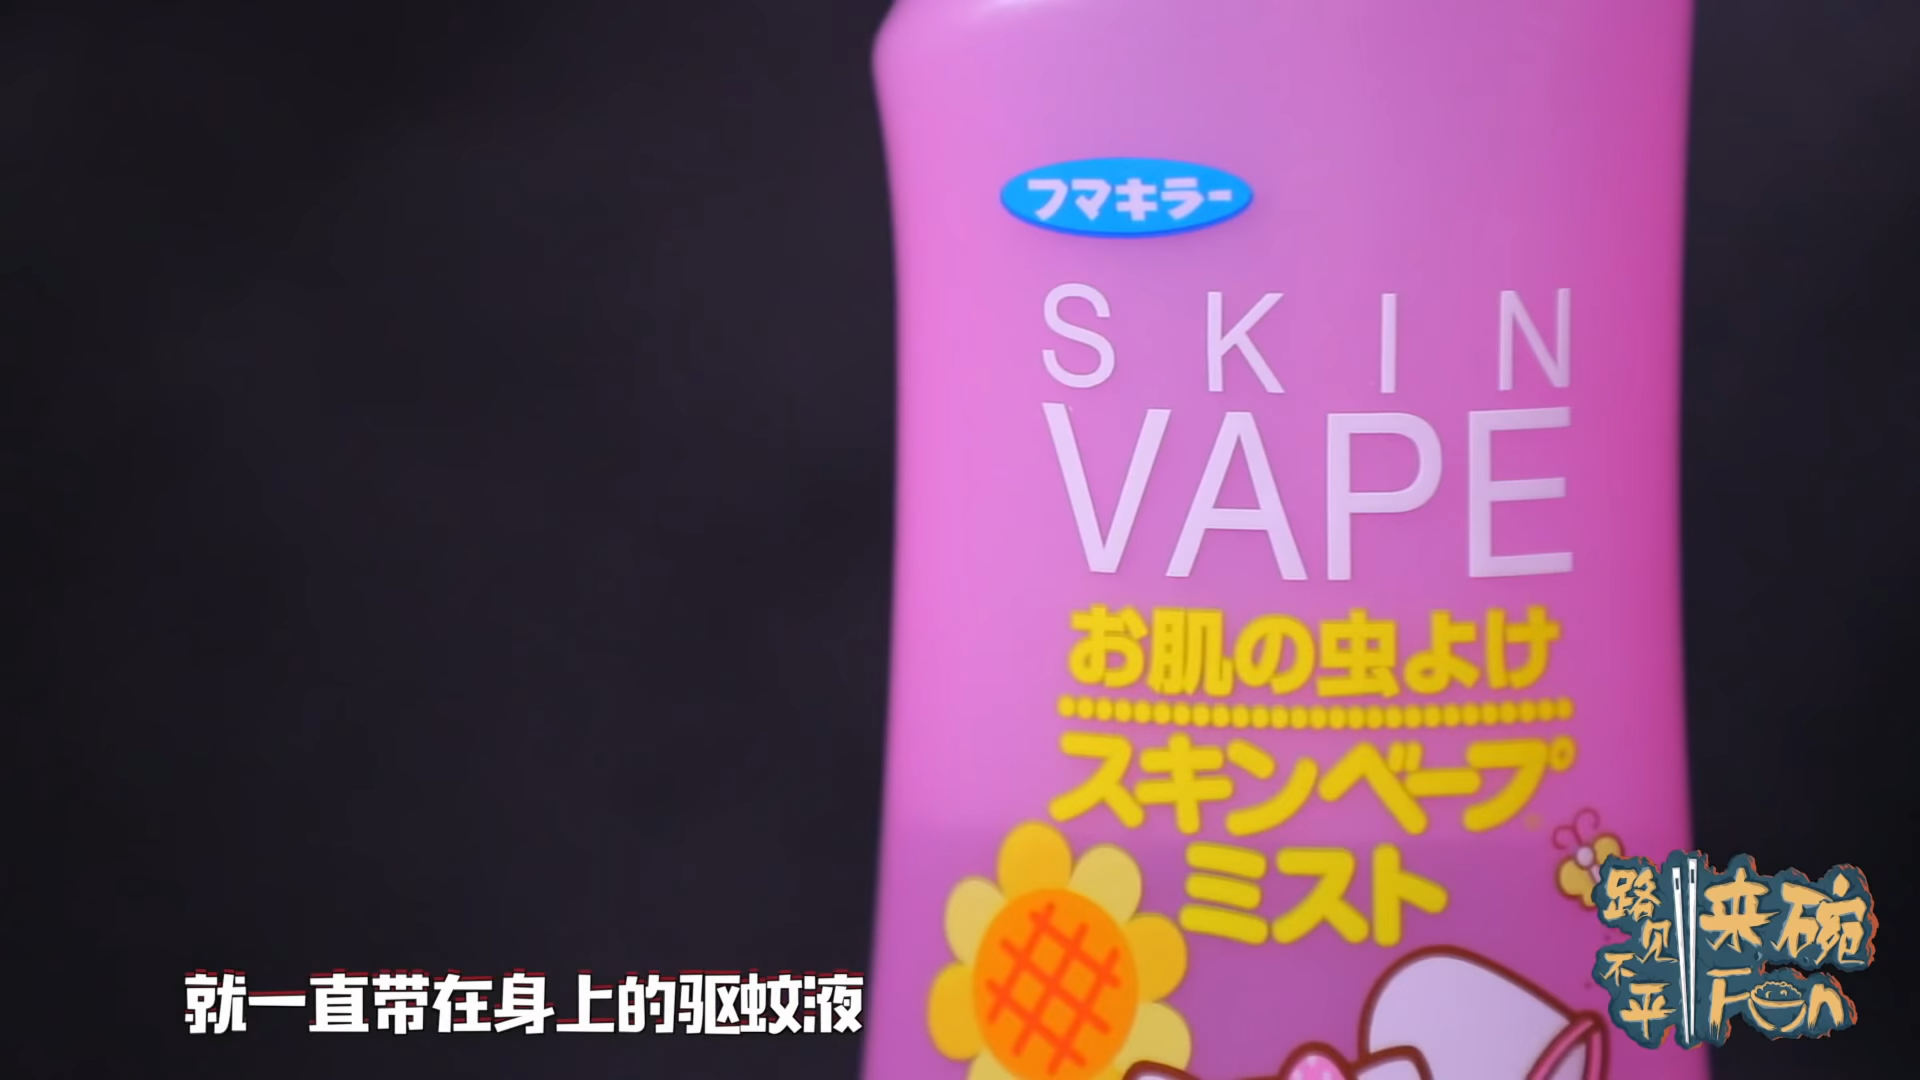 フマキラー
SKIN
VAPE
お肌の虫よけ
スキンベープ
ミスト
就一直带在身上的驱蚊液
路见不平
来碗
Fan